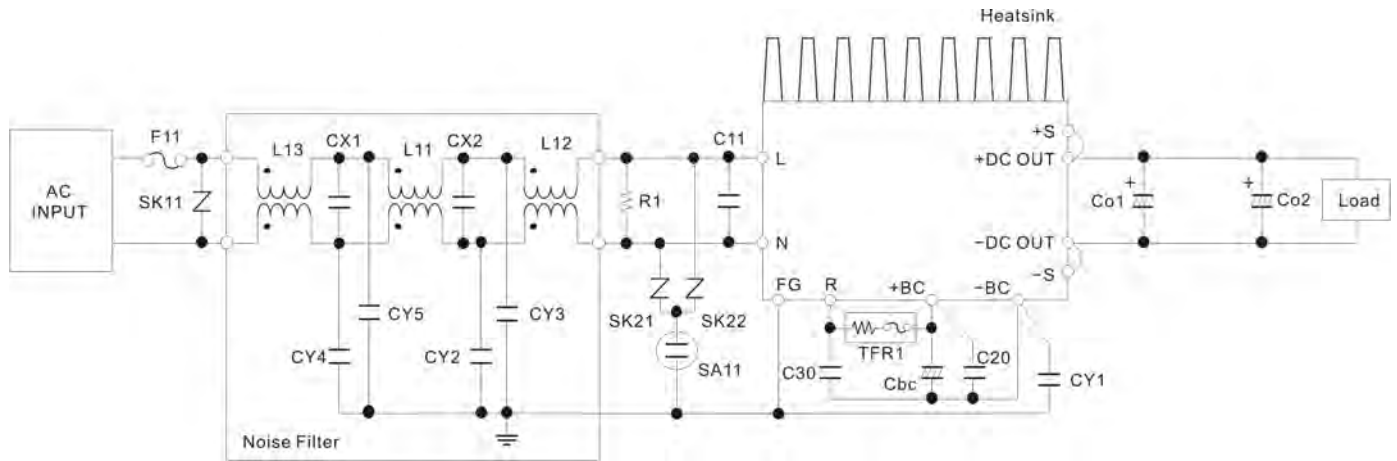 Heatsink
F11
L13
CX1
L11
CX2
L12
C11
+S
L
+DC OUT
AC
INPUT
SK11
R1
Co1
+
Co2
+
Load
N
−DC OUT
FG
R
+BC
−BC
−S
CY5
CY3
SK21
SK22
TFR1
CY4
CY2
SA11
C30
Cbc
C20
CY1
Noise Filter